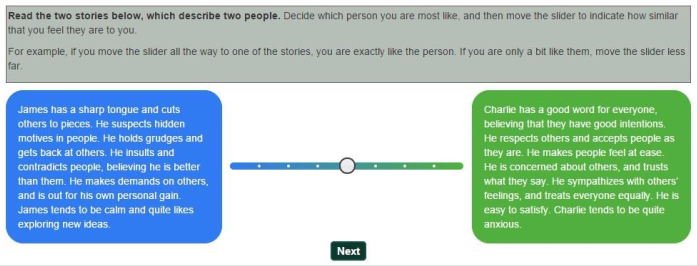 Read the two stories below, which describe two people. Decide which person you are most like, and then move the slider to indicate how similar
that you feel they are to you.
For example, if you move the slider all the way to one of the stories, you are exactly like the person. If you are only a bit like them, move the slider less
far.
James has a sharp tongue and cuts
others to pieces. He suspects hidden
motives in people. He holds grudges and
gets back at others. He insults and
contradicts people, believing he is better
than them. He makes demands on others,
and is out for his own personal gain.
James tends to be calm and quite likes
exploring new ideas.
Charlie has a good word for everyone,
believing that they have good intentions.
He respects others and accepts people as
they are. He makes people feel at ease.
He is concerned about others, and trusts
what they say. He sympathizes with others'
feelings, and treats everyone equally. He is
easy to satisfy. Charlie tends to be quite
anxious.
Next